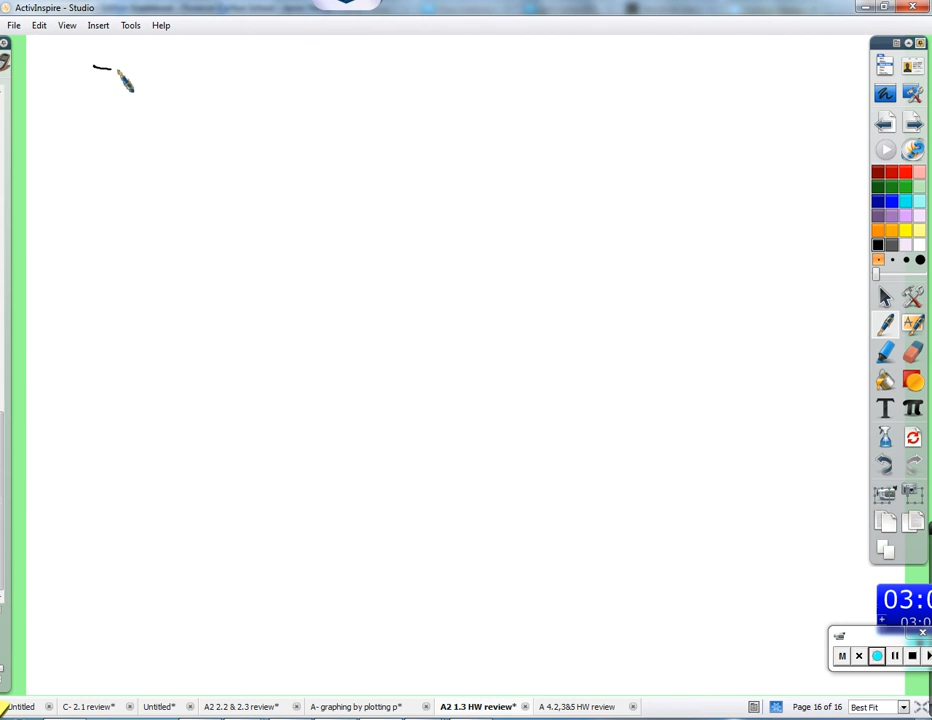 ActivInspire - Studio
File Edit View Insert Tools Help
T π
03:0
03:0
M
Untitled C- 2.1 review* Untitled* A2 2.2 & 2.3 review* A- graphing by plotting p* A2 1.3 HW review* A 4.2,3&5 HW review Page 16 of 16 Best Fit